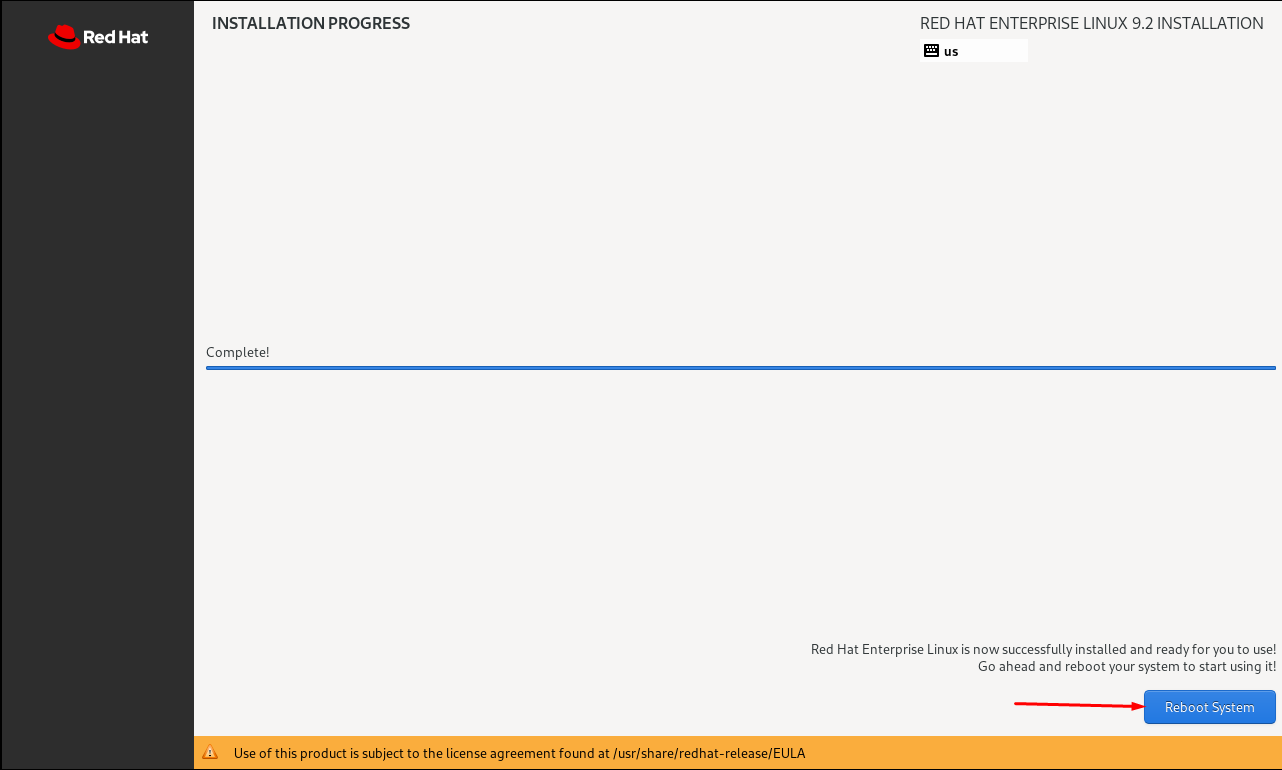 Red Hat
INSTALLATION PROGRESS
RED HAT ENTERPRISE LINUX 9.2 INSTALLATION
us
Complete!
Red Hat Enterprise Linux is now successfully installed and ready for you to use!
Go ahead and reboot your system to start using it!
Reboot System
Use of this product is subject to the license agreement found at /usr/share/redhat-release/EULA